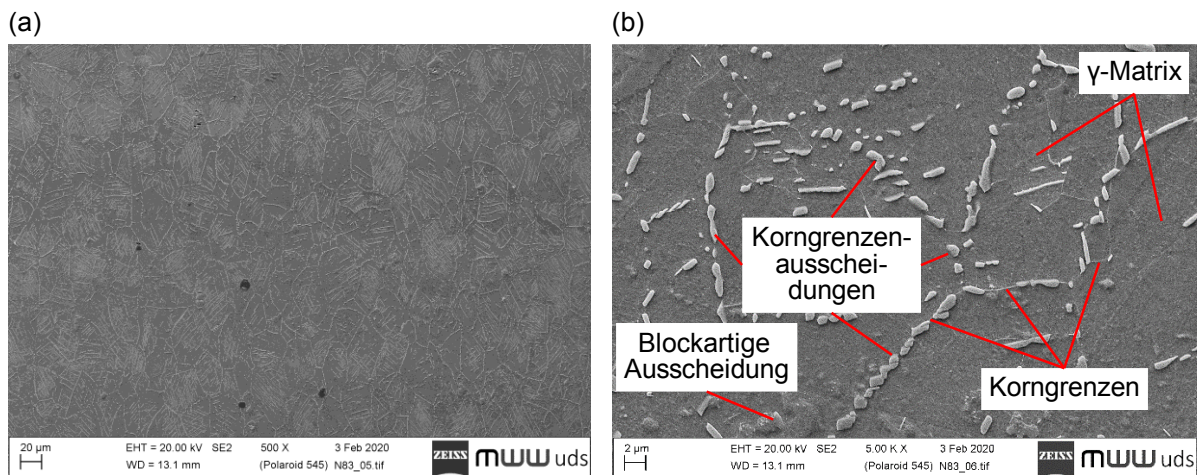 (a)
(b)
γ-Matrix
Korngrenzen-
ausschei-
dungen
Blockartige
Ausscheidung
Korngrenzen
20 µm
EHT = 20.00 kV SE2 500 X 3 Feb 2020
WD = 13.1 mm (Polaroid 545) N83_05.tif
ZEISS mww uds
2 µm
EHT = 20.00 kV SE2 5.00 K X 3 Feb 2020
WD = 13.1 mm (Polaroid 545) N83_06.tif
ZEISS mww uds